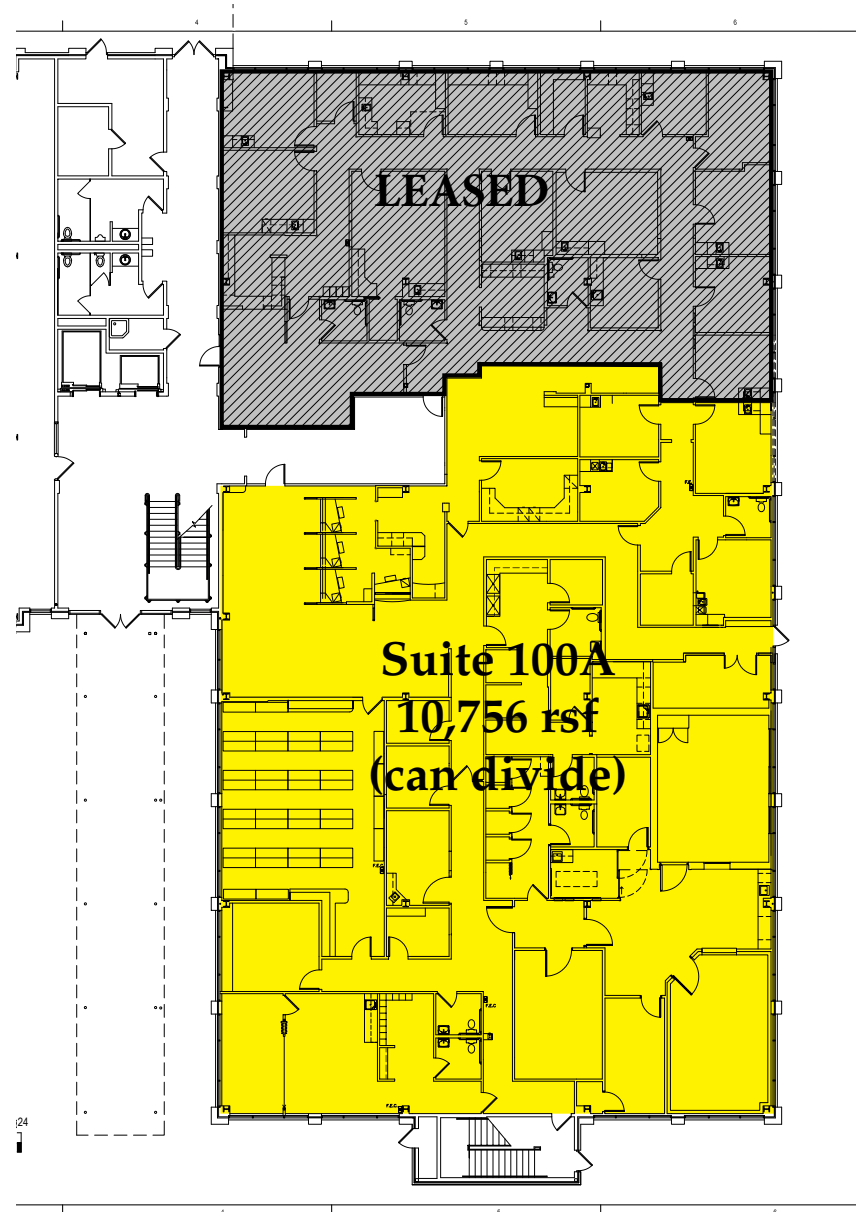 4 5 6
LEASED
F.E.
Suite 100A
10,756 rsf
(can divide)
F.E.C
F.E.C
F.E.C
24